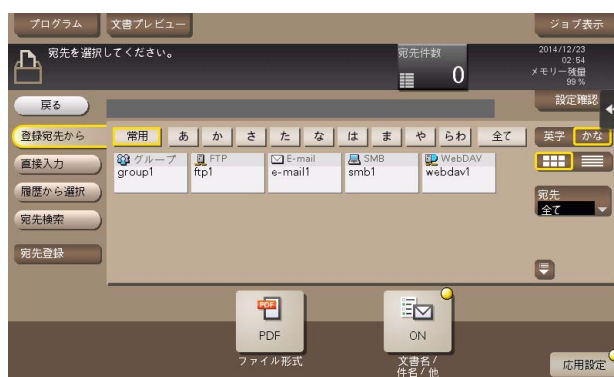 プログラム
文書プレビュー
ジョブ表示
宛先を選択してください。
宛先件数
0
2014/12/23
02:54
メモリー残量
99 %
戻る
設定確認
登録宛先から
常用
あ
か
さ
た
な
は
ま
や
らわ
全て
英字
かな
直接入力
グループ
group1
FTP
ftp1
E-mail
e-mail1
SMB
smb1
WebDAV
webdav1
履歴から選択
宛先
全て
宛先検索
宛先登録
PDF
PDF
ファイル形式
ON
文書名/
件名/他
応用設定